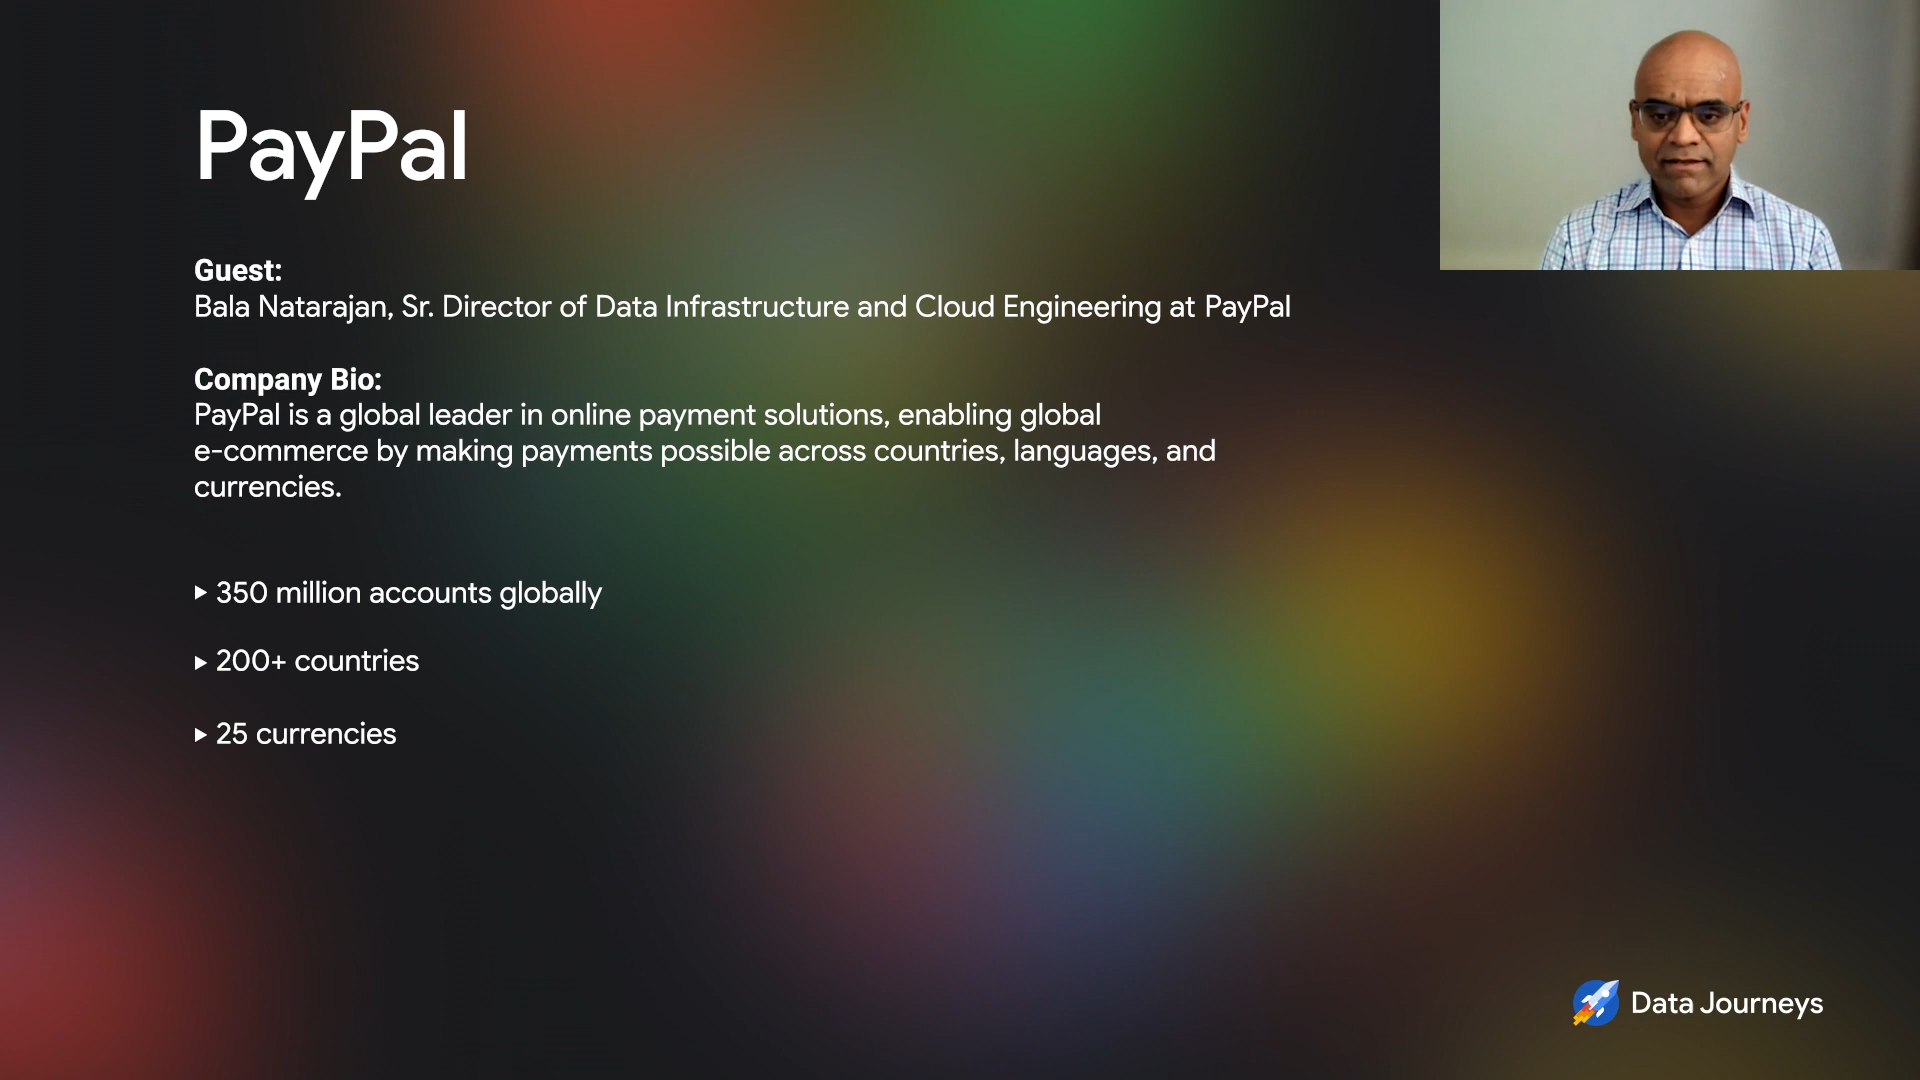 PayPal
Guest:
Bala Natarajan, Sr. Director of Data Infrastructure and Cloud Engineering at PayPal
Company Bio:
PayPal is a global leader in online payment solutions, enabling global
e-commerce by making payments possible across countries, languages, and
currencies.
350 million accounts globally
200+ countries
25 currencies
Data Journeys